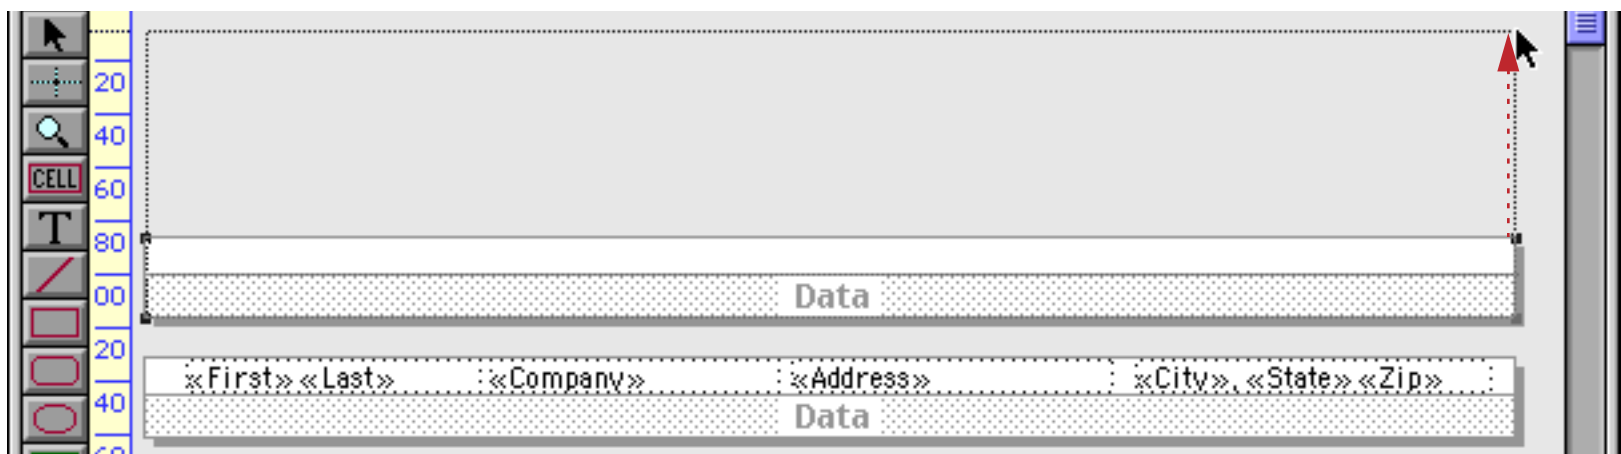 20
40
CELL
60
T
80
00
Data
20
«First» «Last» «Company» «Address» «City», «State» «Zip»
40
Data